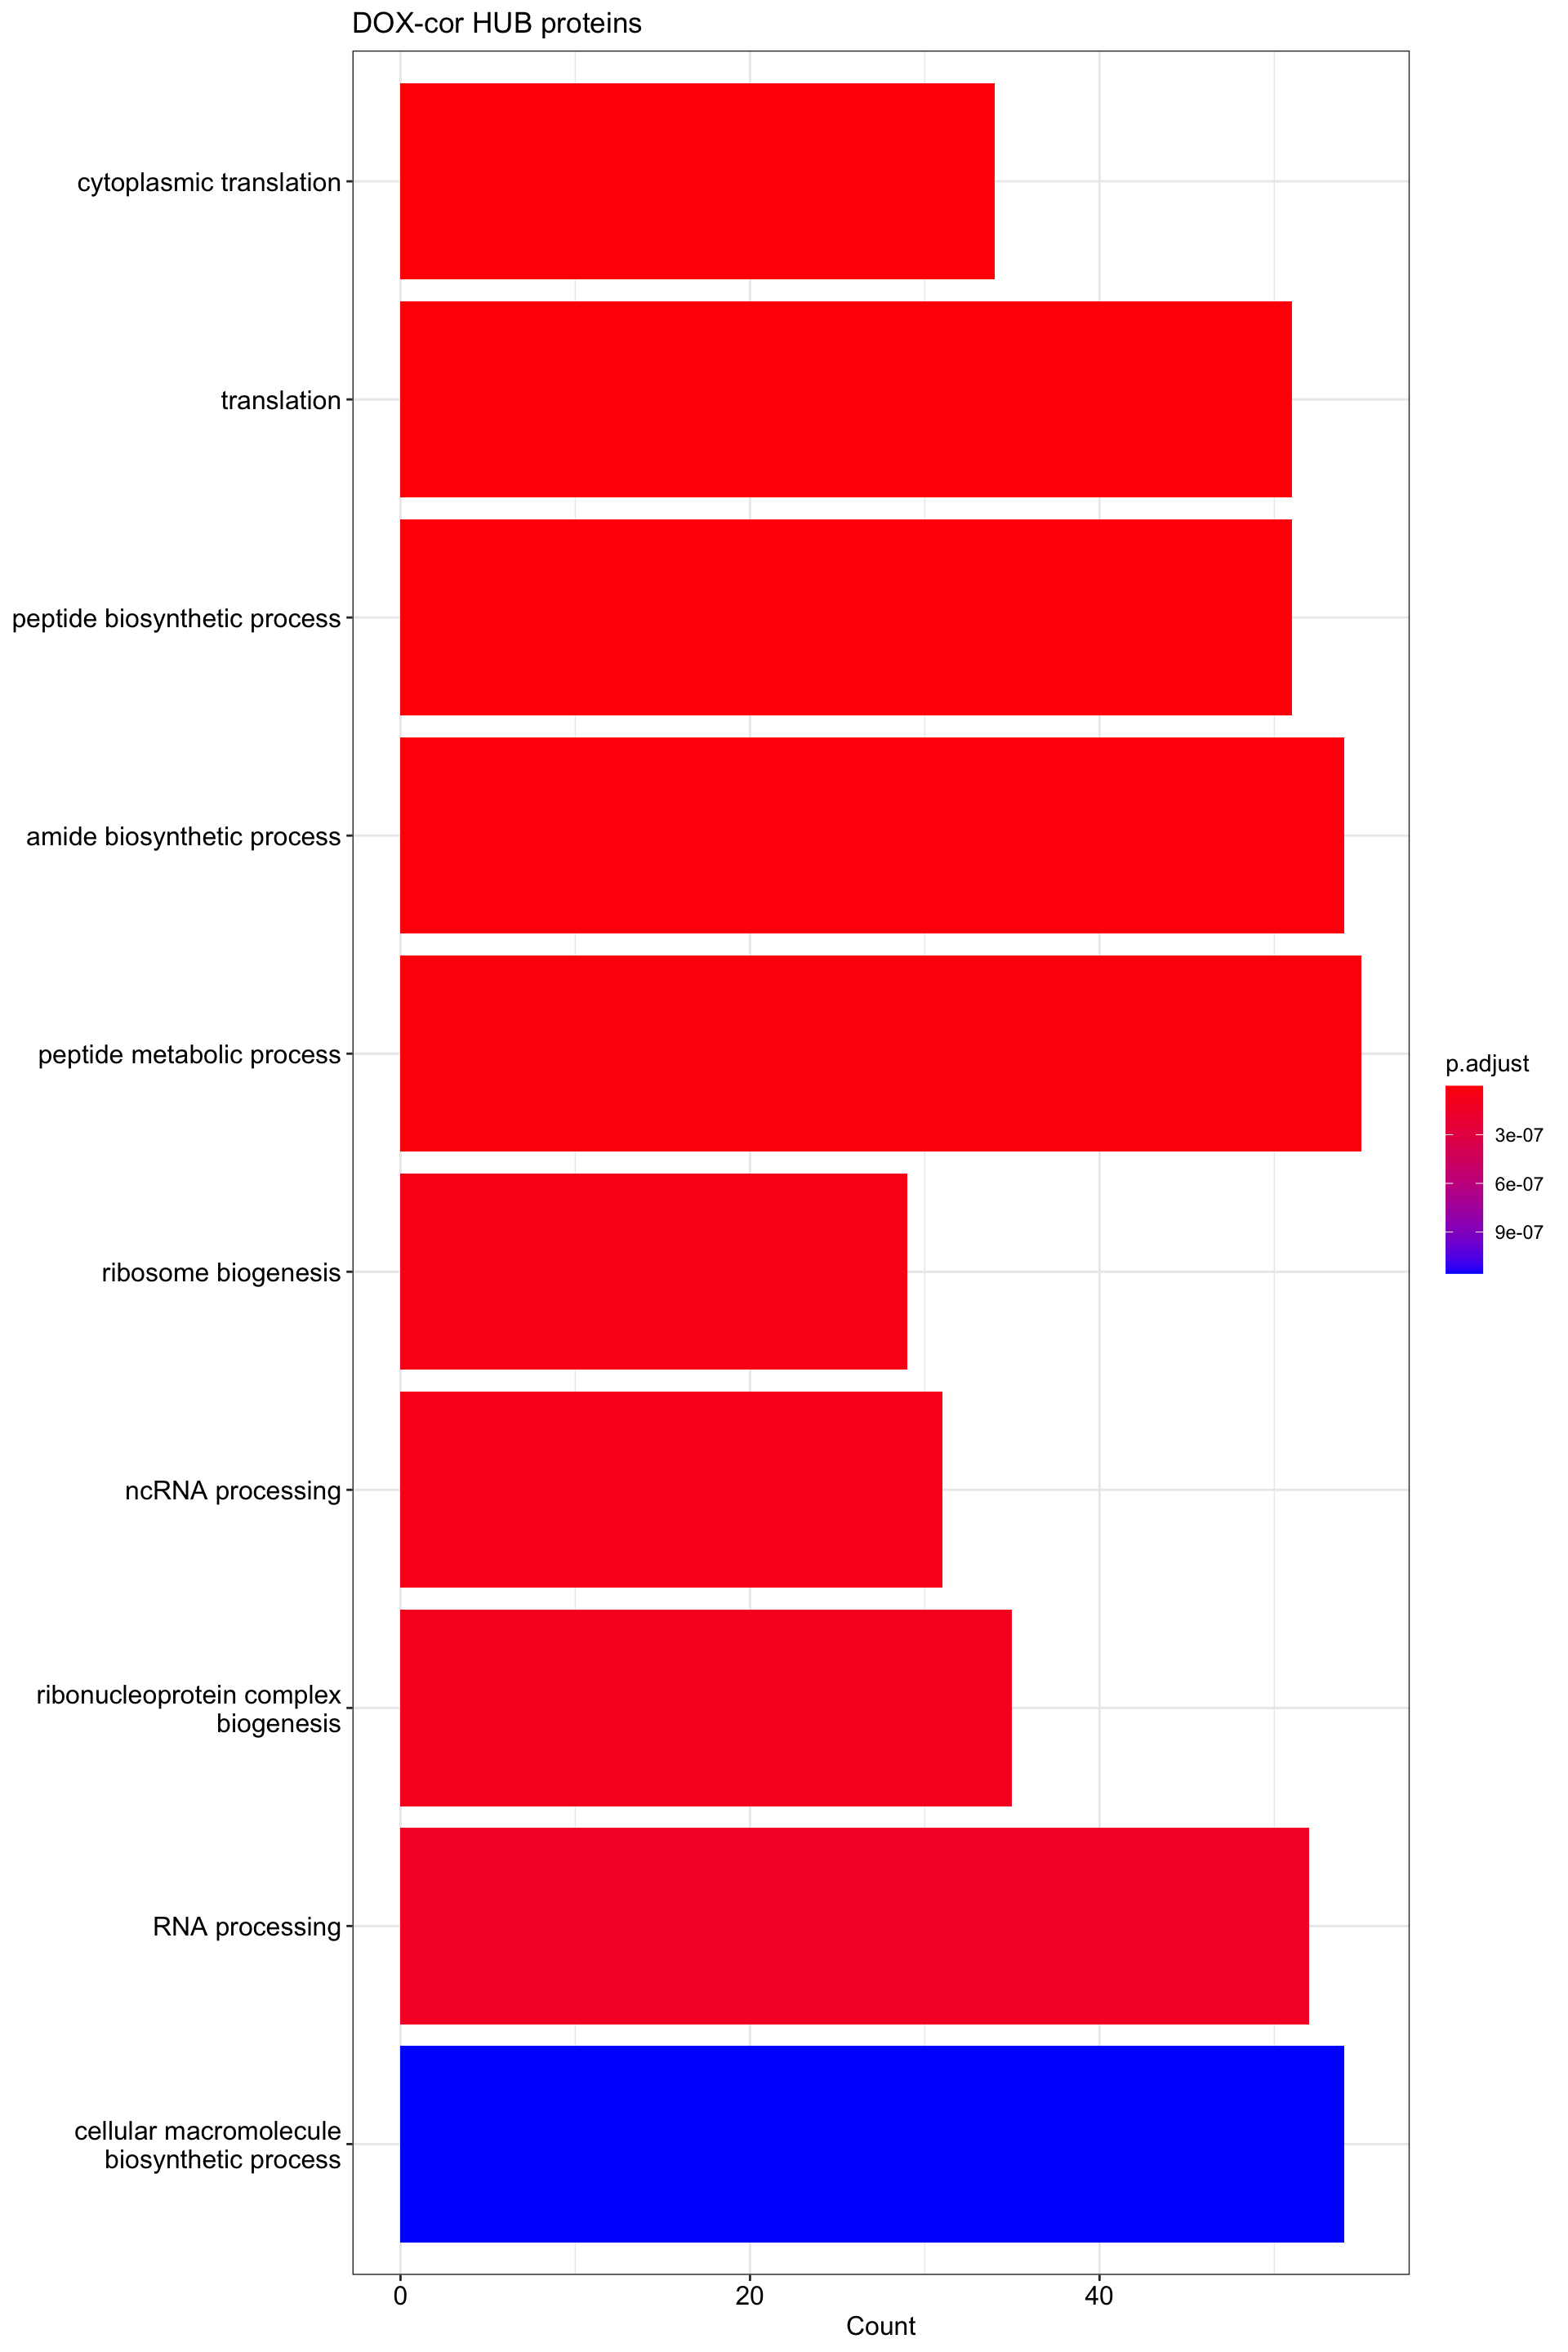 DOX-cor HUB proteins
cytoplasmic translation
translation
peptide biosynthetic process
amide biosynthetic process
peptide metabolic process
ribosome biogenesis
ncRNA processing
ribonucleoprotein complex
biogenesis
RNA processing
cellular macromolecule
biosynthetic process
0 20 40
Count
p.adjust
3e-07
6e-07
9e-07